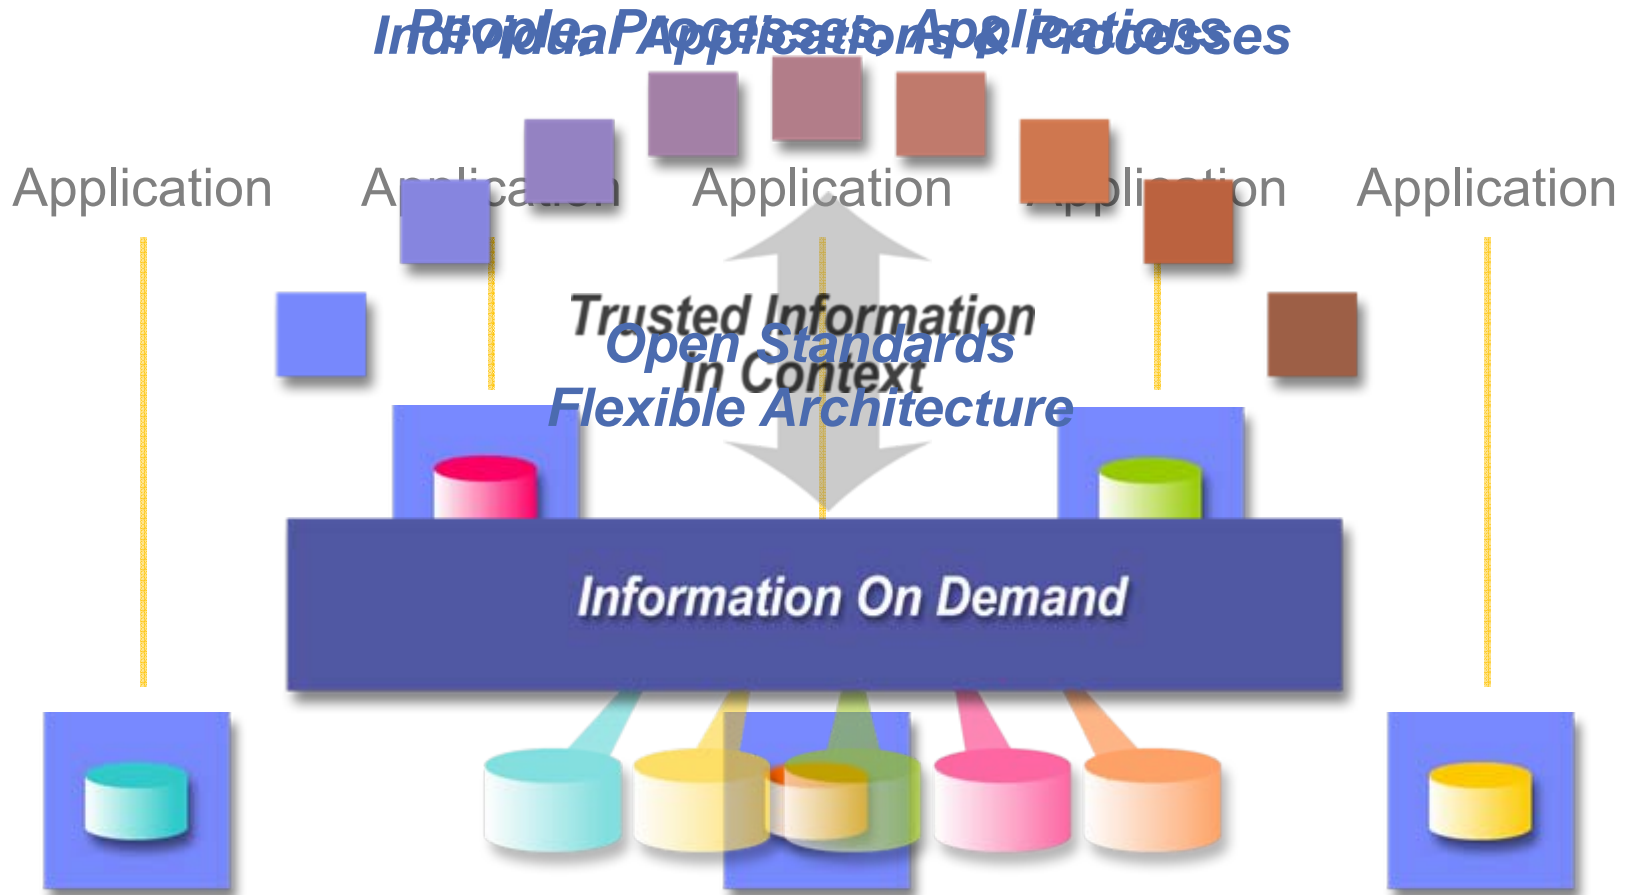 People, Processes, Applications
Individual Applications & Processes
Application Application Application Application Application
Trusted Information
in Context
Open Standards
Flexible Architecture
Information On Demand